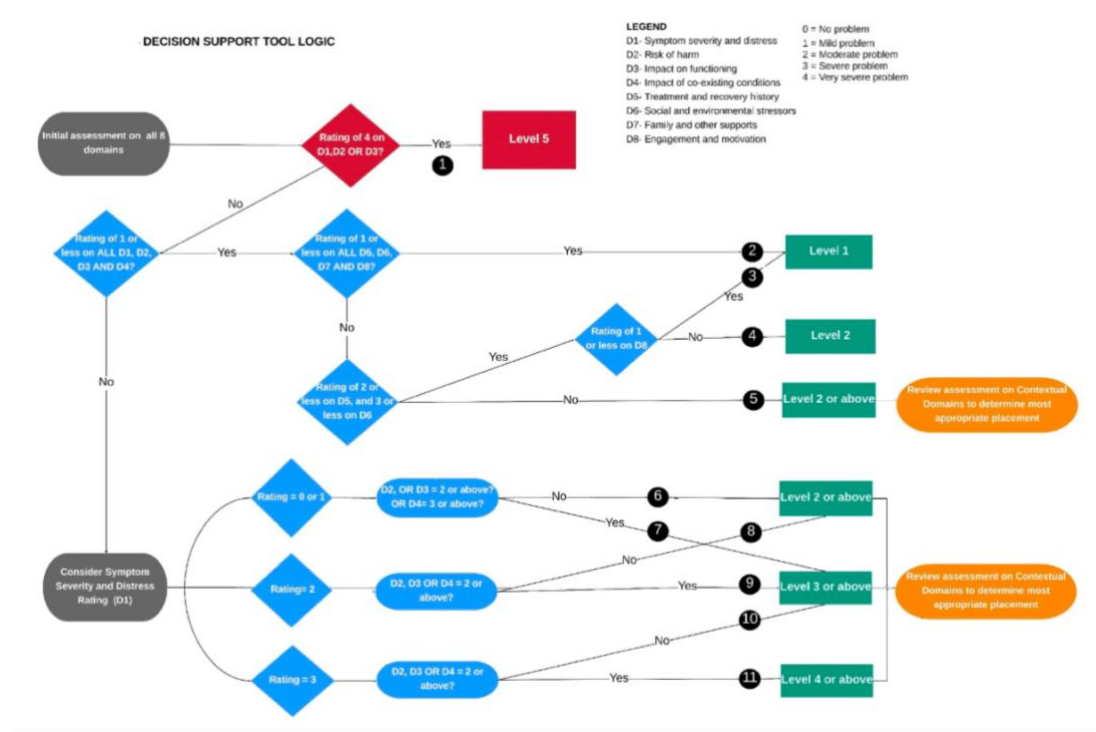 DECISION SUPPORT TOOL LOGIC
LEGEND
D1- Symptom severity and distress
D2- Risk of harm
D3- Impact on functioning
D4- Impact of co-existing conditions
D5- Treatment and recovery history
D6- Social and environmental stressors
D7- Family and other supports
D8- Engagement and motivation
0 = No problem
1 = Mild problem
2 = Moderate problem
3 = Severe problem
4 = Very severe problem
Initial assessment on all 8
domains
Rating of 4 on
D1,D2 OR D3?
Yes
1
Level 5
No
Rating of 1 or
less on ALL D1, D2,
D3 AND D4?
Yes
Rating of 1 or
less on ALL D5, D6,
D7 AND D8?
Yes
2
Level 1
3
Yes
No
Rating of 1
or less on D8
No
4
Level 2
Yes
No
Rating of 2 or
less on D5, and 3 or
less on D6
No
5
Level 2 or above
Review assessment on Contextual
Domains to determine most
appropriate placement
Rating = 0 or 1
D2, OR D3 = 2 or above?
OR D4= 3 or above?
No
6
Level 2 or above
Yes
7
8
Consider Symptom
Severity and Distress
Rating (D1)
Rating= 2
D2, D3 OR D4 = 2 or
above?
No
Yes
9
Level 3 or above
Review assessment on Contextual
Domains to determine most
appropriate placement
10
No
Rating = 3
D2, D3 OR D4 = 2 or
above?
Yes
11
Level 4 or above